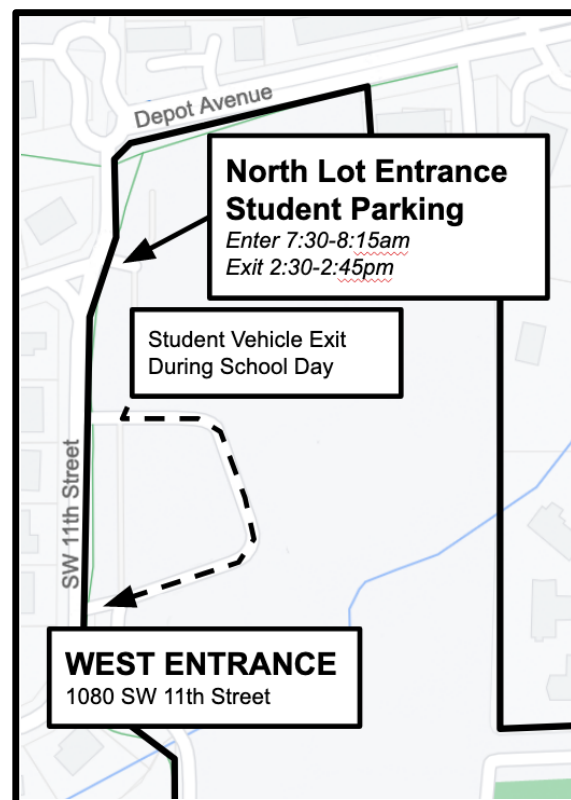 Depot Avenue
North Lot Entrance
Student Parking
Enter 7:30-8:15am
Exit 2:30-2:45pm
Student Vehicle Exit
During School Day
SW 11th Street
WEST ENTRANCE
1080 SW 11th Street